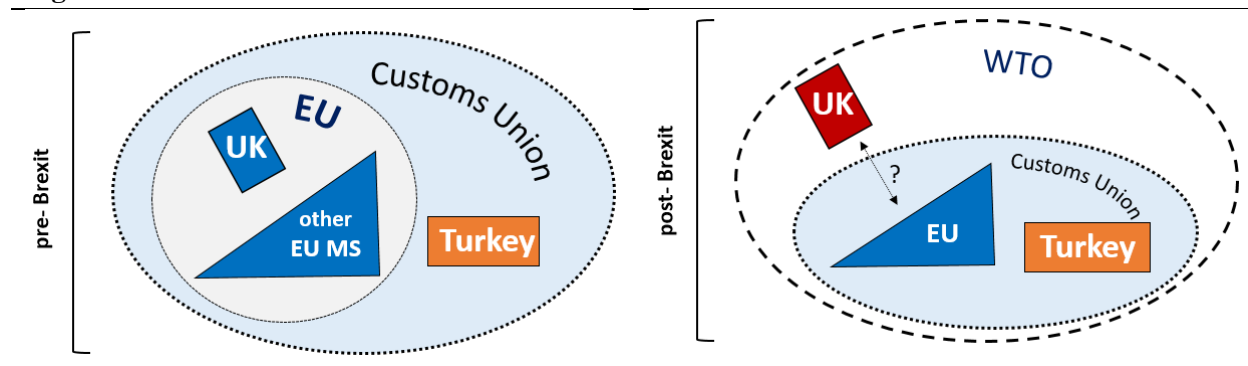 pre- Brexit
EU
Customs Union
UK
other
EU MS
Turkey
post- Brexit
WTO
UK
?
Customs Union
EU
Turkey